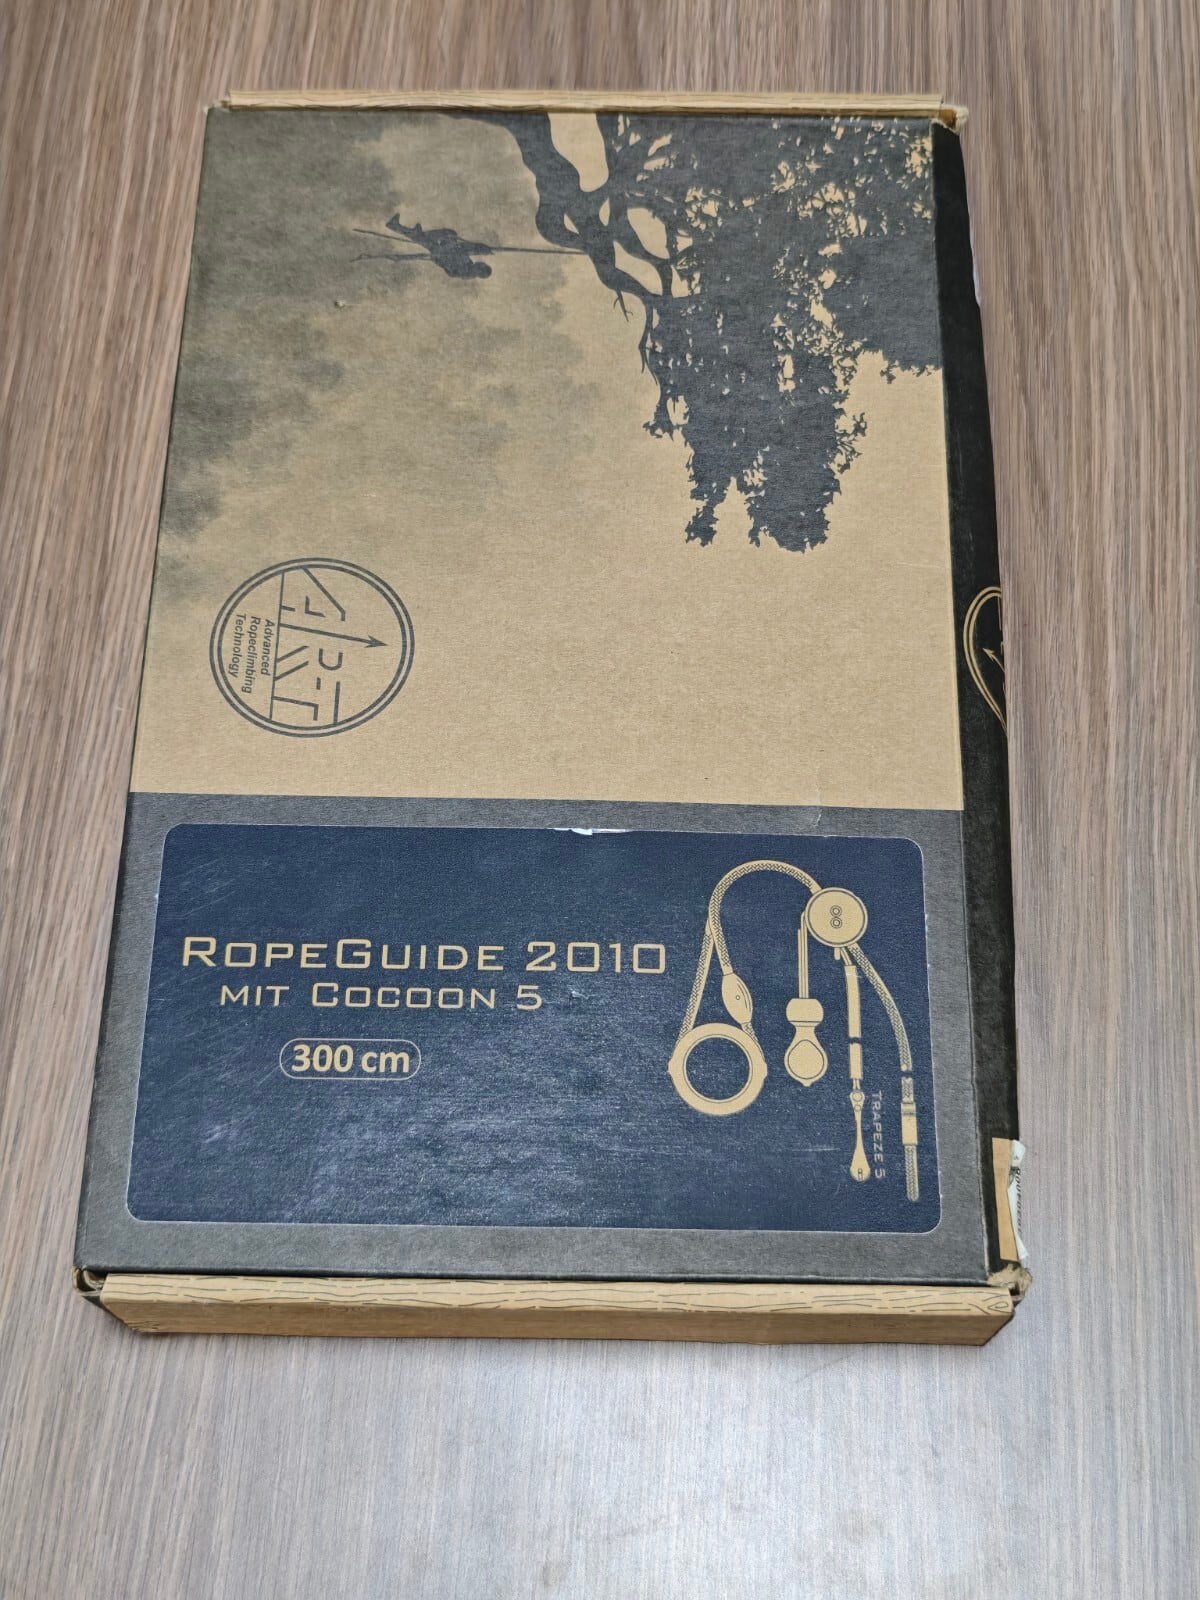 ART
Advanced
Ropeclimbing
Technology
RopeGuide 2010
mit Cocoon 5
300 cm
TRAPEZE 5
R